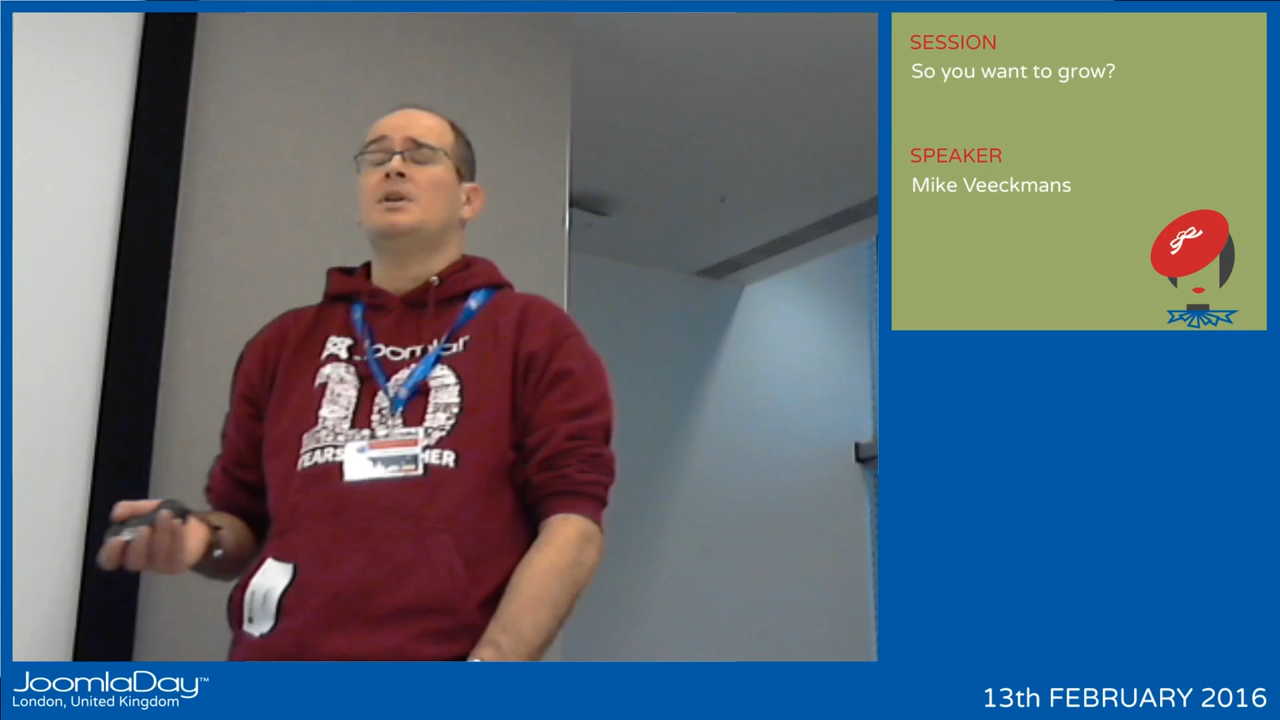 SESSION
So you want to grow?
SPEAKER
Mike Veeckmans
Joomla!
10
YEARS
JoomlaDay™
London, United Kingdom
13th FEBRUARY 2016